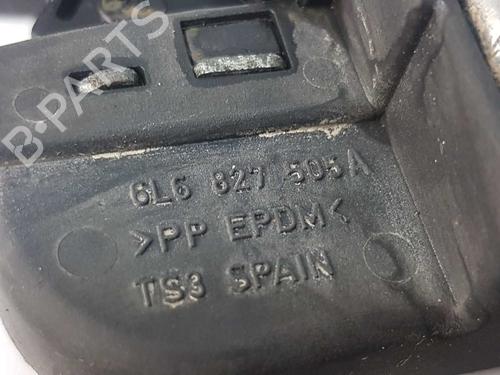 B-PARTS
6L6 827 505A
>PP EPDM<
TS3 SPAIN